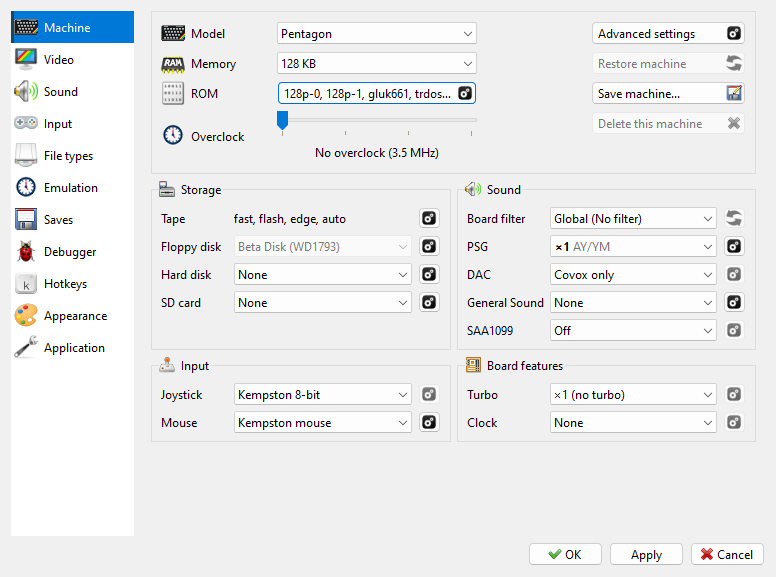 Machine
Video
Sound
Input
File types
Emulation
Saves
Debugger
k Hotkeys
Appearance
Application
Model Pentagon Advanced settings
RAM Memory 128 KB Restore machine
ROM 128p-0, 128p-1, gluk661, trdos... Save machine...
Overclock Delete this machine
No overclock (3.5 MHz)
Storage
Tape fast, flash, edge, auto
Floppy disk Beta Disk (WD1793)
Hard disk None
SD card None
Sound
Board filter Global (No filter)
PSG ×1 AY/YM
DAC Covox only
General Sound None
SAA1099 Off
Input
Joystick Kempston 8-bit
Mouse Kempston mouse
Board features
Turbo ×1 (no turbo)
Clock None
OK Apply Cancel